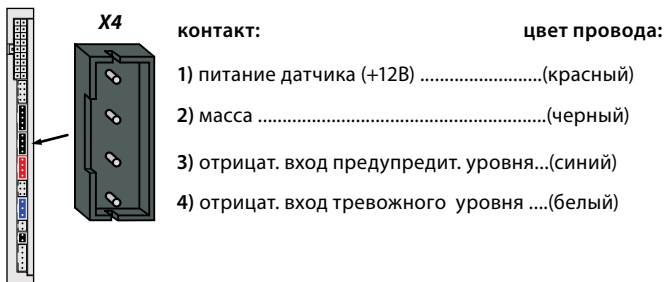 X4
контакт: цвет провода:
1) питание датчика (+12В) ........................(красный)
2) масса .........................................................(черный)
3) отрицат. вход предупредит. уровня...(синий)
4) отрицат. вход тревожного уровня ....(белый)